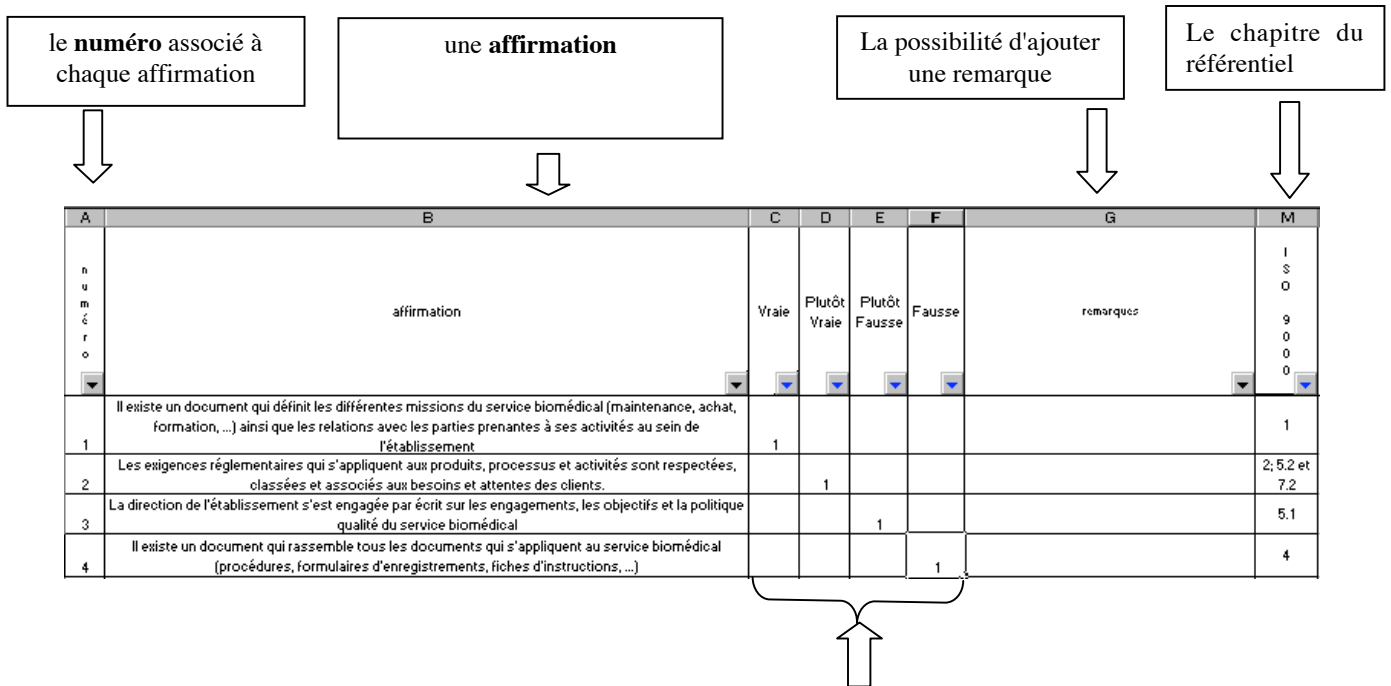 le numéro associé à
chaque affirmation
une affirmation
La possibilité d'ajouter
une remarque
Le chapitre du
référentiel
A B C D E F G M
numéro affirmation Vraie Plutôt Vraie Plutôt Fausse Fausse remarques ISO 9000
Il existe un document qui définit les différentes missions du service biomédical (maintenance, achat,
formation, ...) ainsi que les relations avec les parties prenantes à ses activités au sein de
1 l'établissement 1 1
Les exigences réglementaires qui s'appliquent aux produits, processus et activités sont respectées, 2; 5.2 et
2 classées et associés aux besoins et attentes des clients. 1 7.2
La direction de l'établissement s'est engagée par écrit sur les engagements, les objectifs et la politique
3 qualité du service biomédical 1 5.1
Il existe un document qui rassemble tous les documents qui s'appliquent au service biomédical
4 (procédures, formulaires d'enregistrements, fiches d'instructions, ...) 1 4